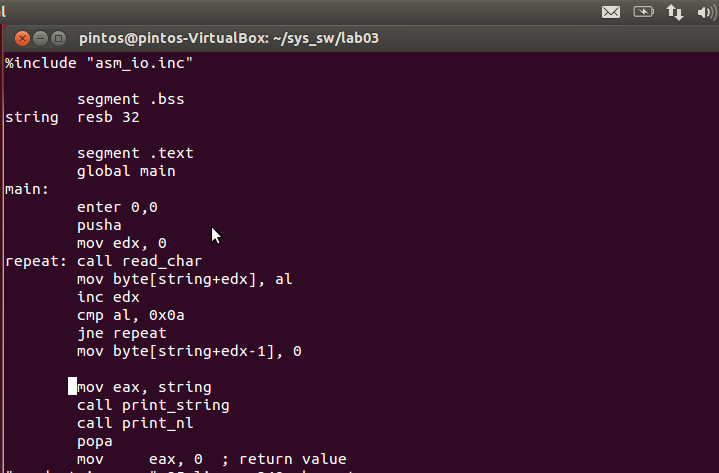 l
pintos@pintos-VirtualBox: ~/sys_sw/lab03
%include "asm_io.inc"
segment .bss
string resb 32
segment .text
global main
main:
enter 0,0
pusha
mov edx, 0
repeat: call read_char
mov byte[string+edx], al
inc edx
cmp al, 0x0a
jne repeat
mov byte[string+edx-1], 0
mov eax, string
call print_string
call print_nl
popa
mov eax, 0 ; return value